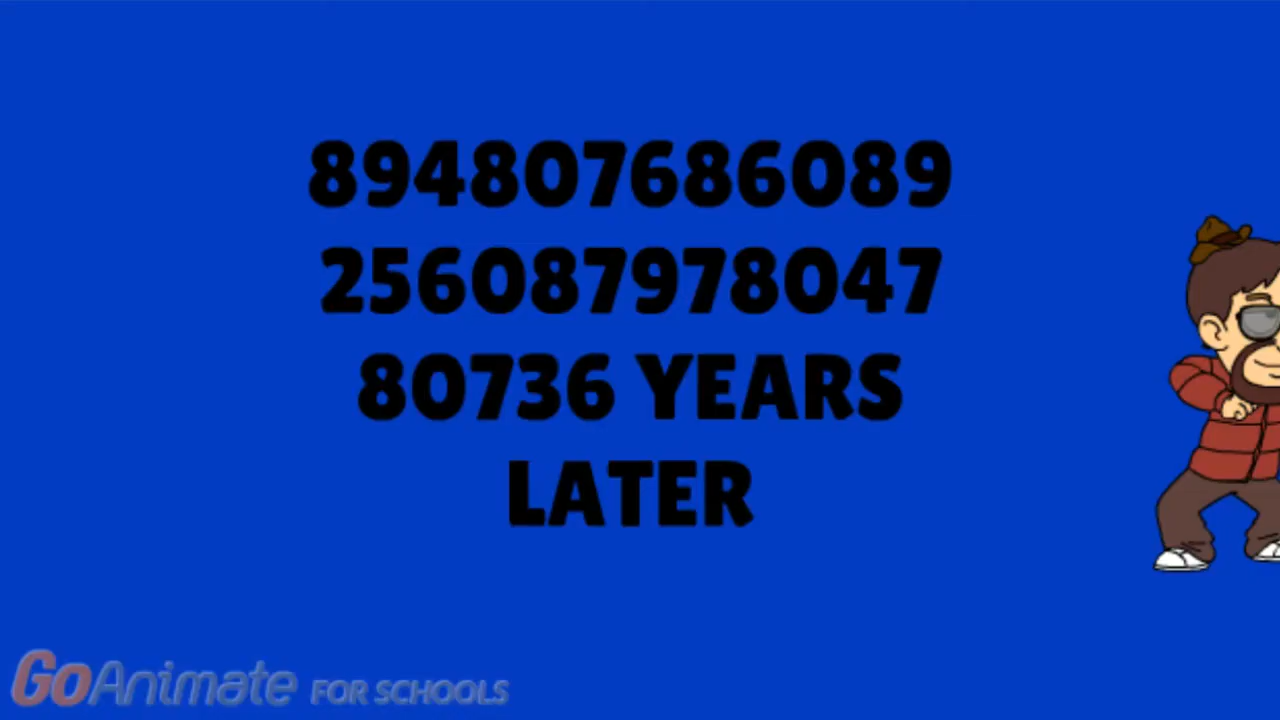 894807686089
256087978047
80736 YEARS
LATER
GoAnimate FOR SCHOOLS